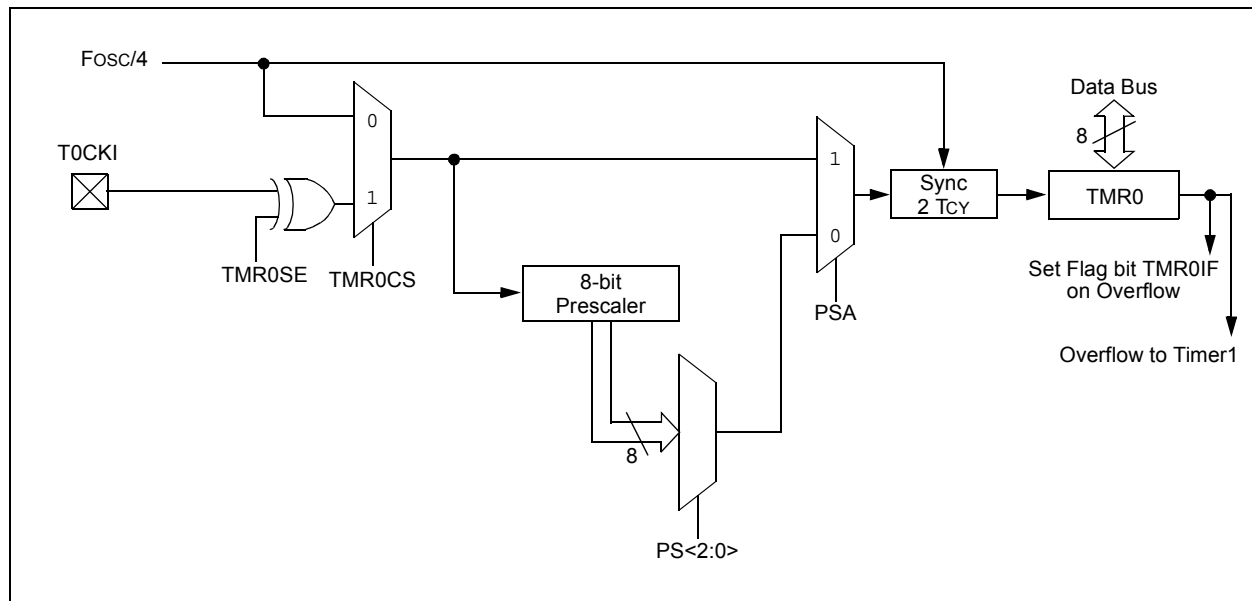 FOSC/4
Data Bus
8
0
T0CKI
1
1
Sync
2 TCY
TMR0
0
TMR0SE
TMR0CS
8-bit
Prescaler
PSA
Set Flag bit TMR0IF
on Overflow
Overflow to Timer1
8
PS<2:0>